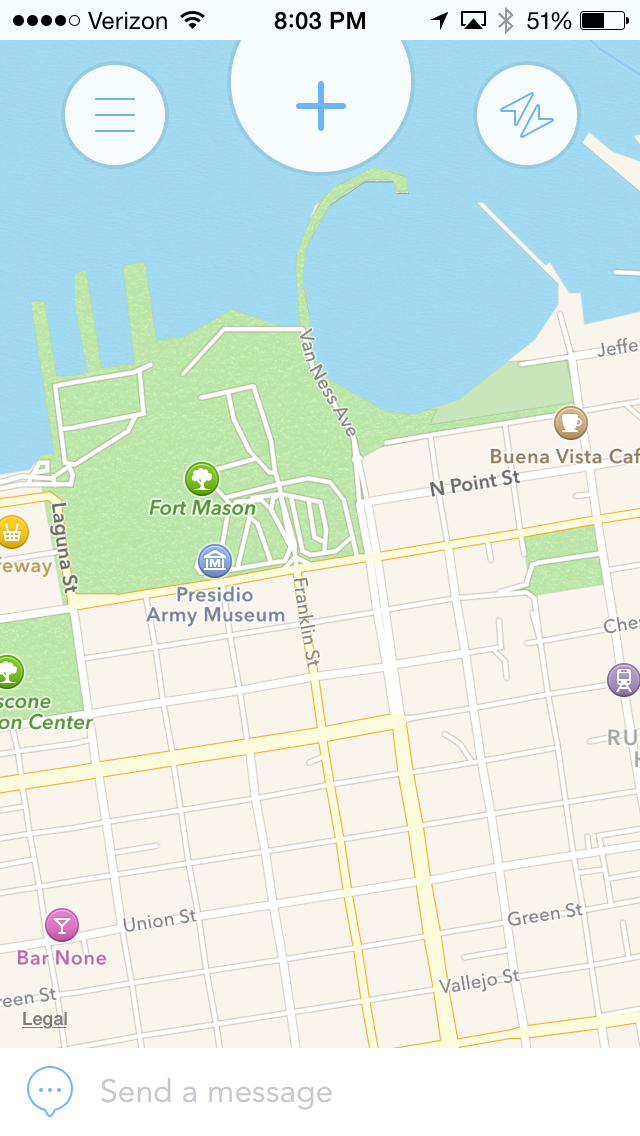 Verizon 8:03 PM 51%
Van Ness Ave
Jeffe
Buena Vista Caf
N Point St
Fort Mason
Laguna St
feway
Presidio
Army Museum
Franklin St
Che
scone
on Center
RU
H
Union St
Green St
Bar None
Vallejo St
reen St
Legal
Send a message